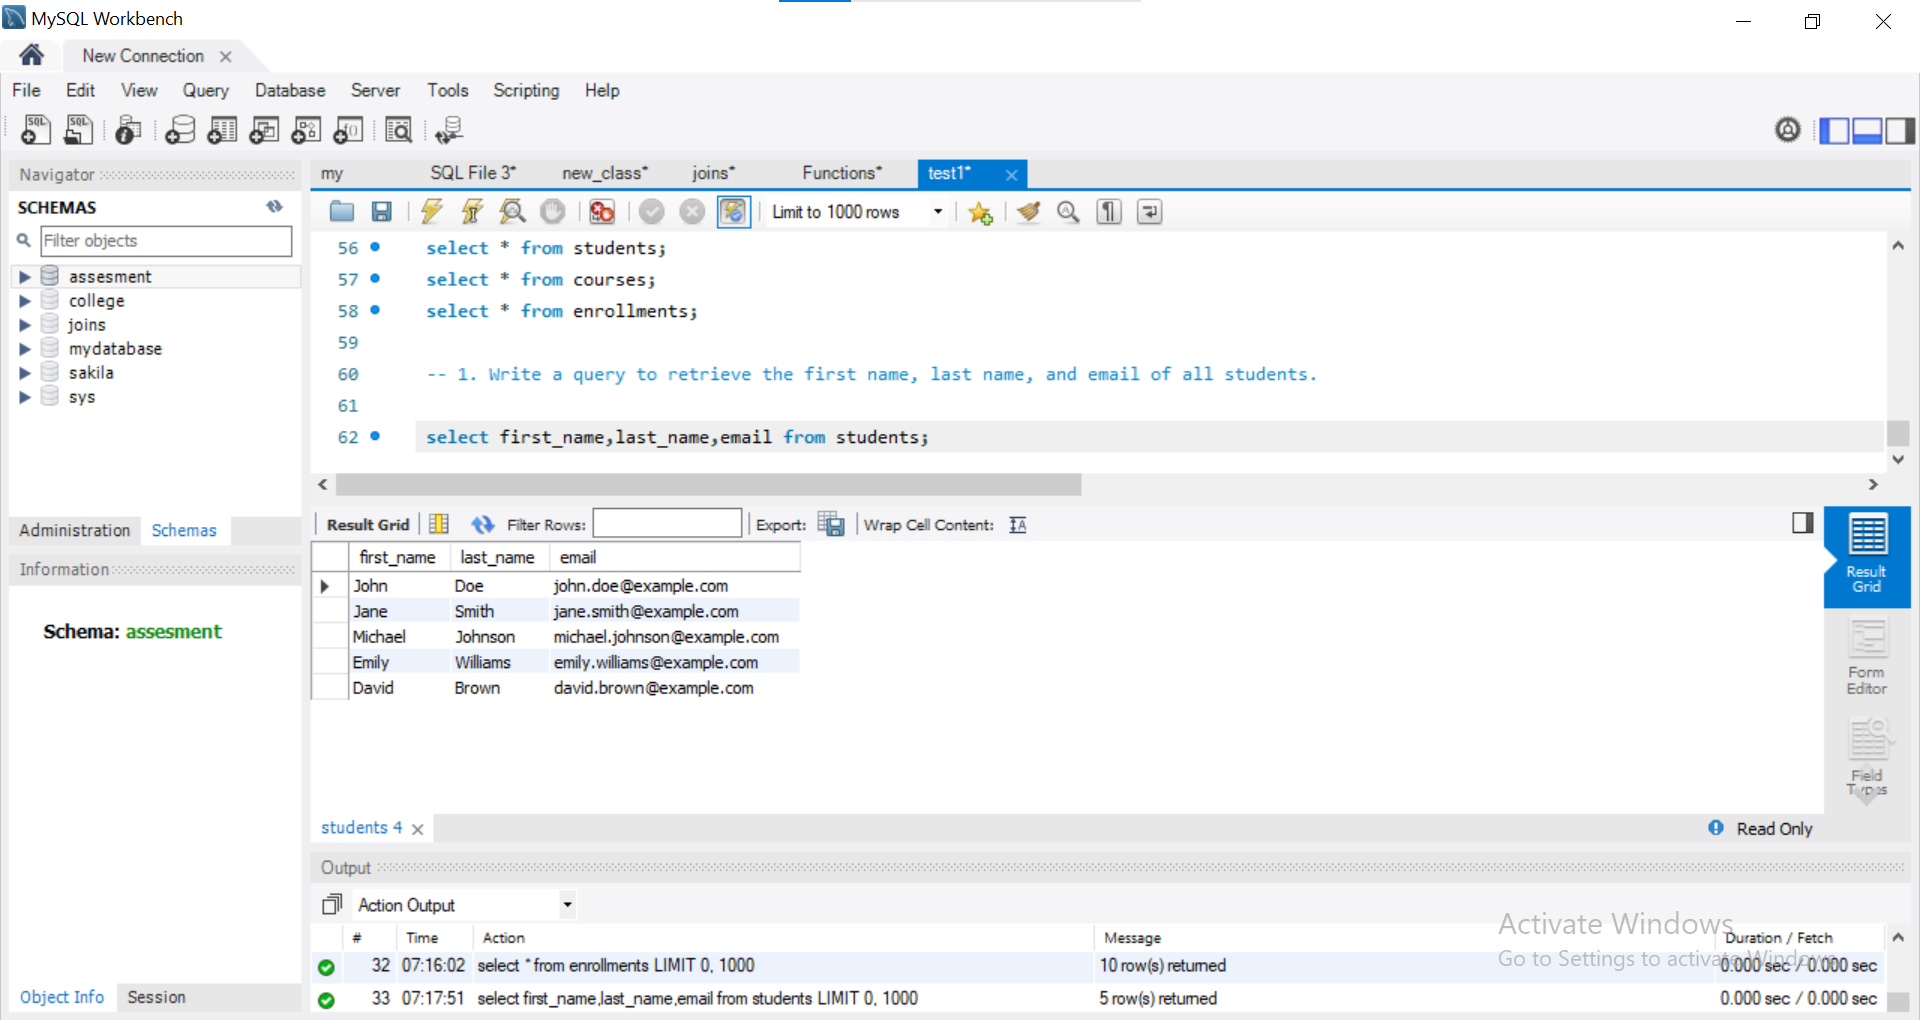 MySQL Workbench
New Connection
File Edit View Query Database Server Tools Scripting Help
Navigator
SCHEMAS
Filter objects
assesment
college
joins
mydatabase
sakila
sys
Administration Schemas
Information
Schema: assesment
Object Info Session
my SQL File 3* new_class* joins* Functions* test1*
Limit to 1000 rows
56 select * from students;
57 select * from courses;
58 select * from enrollments;
59
60 -- 1. Write a query to retrieve the first name, last name, and email of all students.
61
62 select first_name,last_name,email from students;
Result Grid Filter Rows: Export: Wrap Cell Content:
first_name last_name email
John Doe john.doe@example.com
Jane Smith jane.smith@example.com
Michael Johnson michael.johnson@example.com
Emily Williams emily.williams@example.com
David Brown david.brown@example.com
Result
Grid
Form
Editor
Field
Types
students 4 Read Only
Output
Action Output
# Time Action Message Duration / Fetch
32 07:16:02 select * from enrollments LIMIT 0, 1000 10 row(s) returned 0.000 sec / 0.000 sec
33 07:17:51 select first_name,last_name,email from students LIMIT 0, 1000 5 row(s) returned 0.000 sec / 0.000 sec
Activate Windows
Go to Settings to activate Windows.